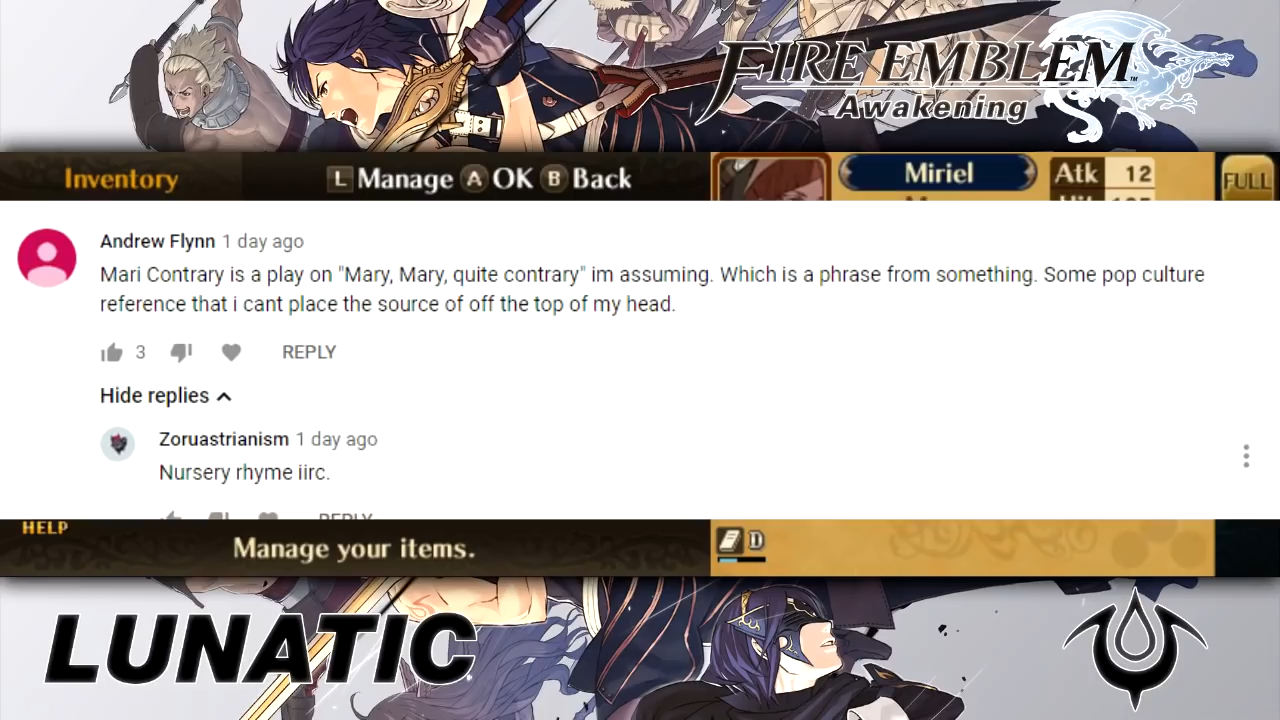 FIRE EMBLEM™
Awakening
Inventory
L Manage A OK B Back
Miriel
Atk 12
FULL
Andrew Flynn 1 day ago
Mari Contrary is a play on "Mary, Mary, quite contrary" im assuming. Which is a phrase from something. Some pop culture
reference that i cant place the source of off the top of my head.
3
REPLY
Hide replies
Zoruastrianism 1 day ago
Nursery rhyme iirc.
REPLY
HELP
Manage your items.
D
LUNATIC